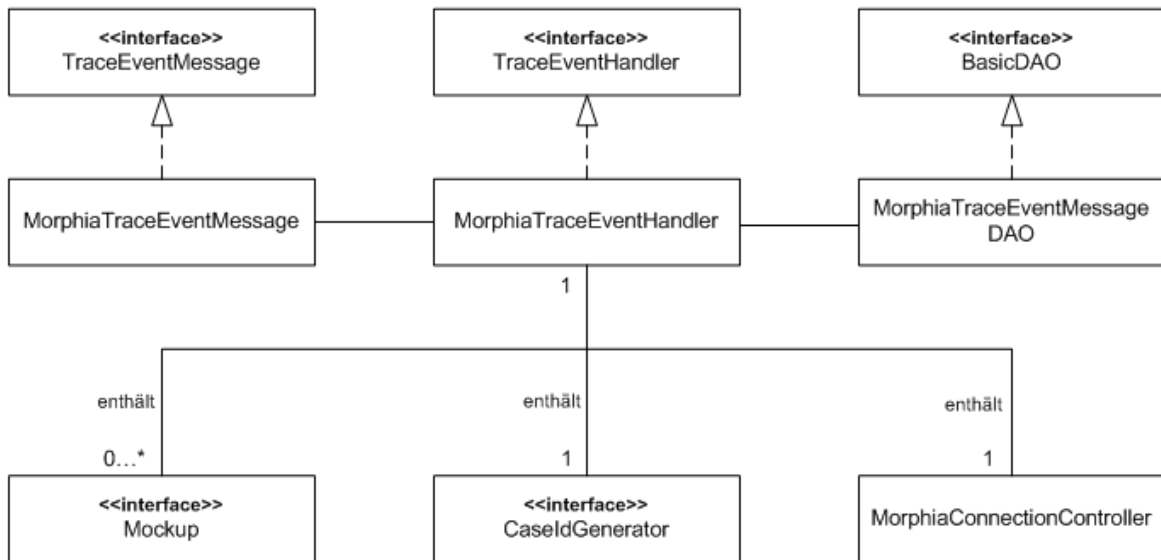 <<interface>>
TraceEventMessage
<<interface>>
TraceEventHandler
<<interface>>
BasicDAO
MorphiaTraceEventMessage
MorphiaTraceEventHandler
MorphiaTraceEventMessage
DAO
1
enthält
enthält
enthält
0...*
1
1
<<interface>>
Mockup
<<interface>>
CaseIdGenerator
MorphiaConnectionController